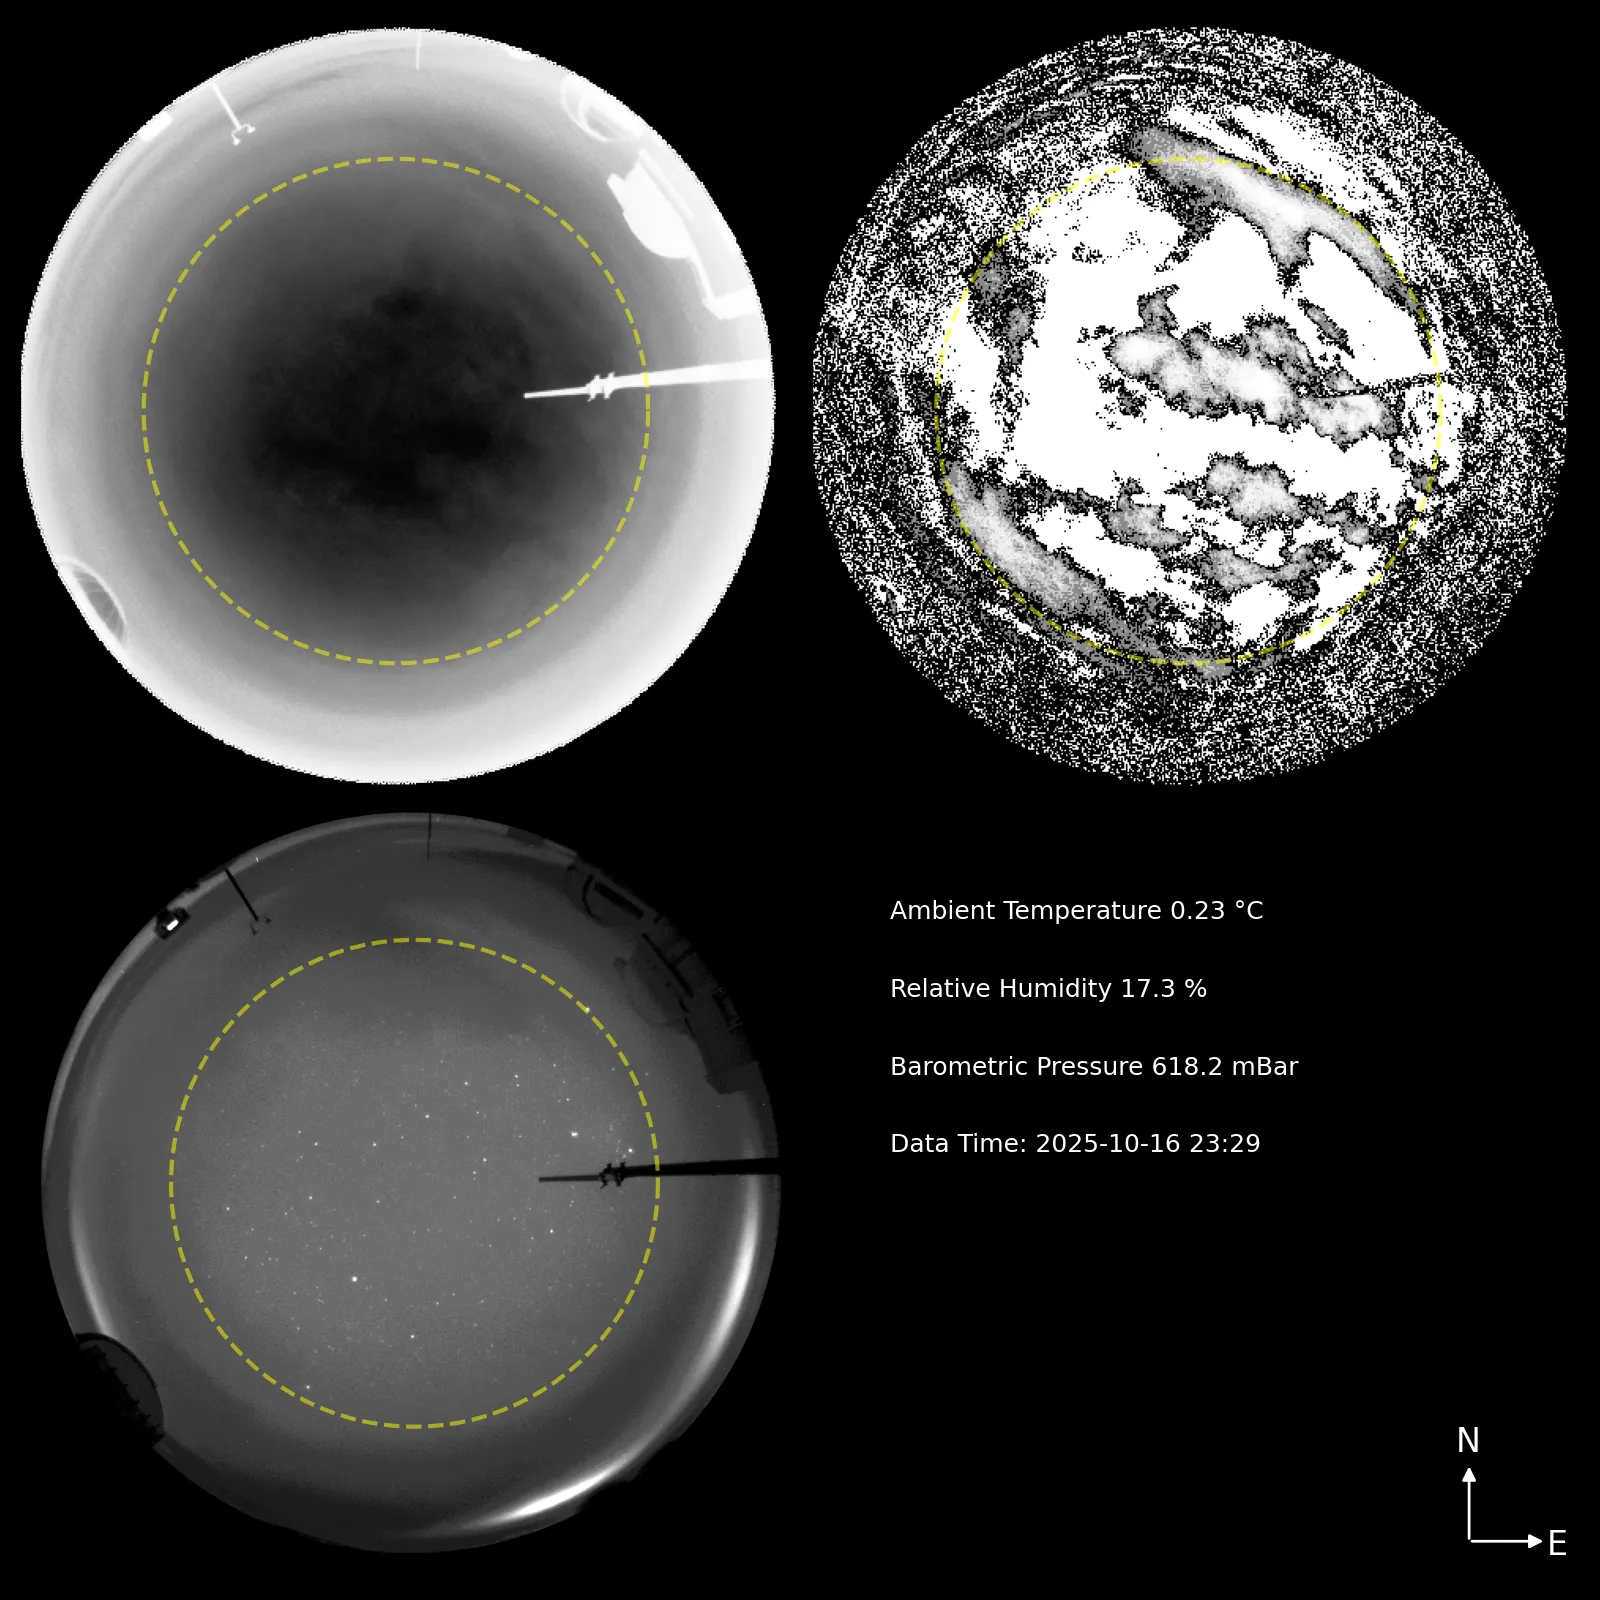 Ambient Temperature 0.23 °C
Relative Humidity 17.3 %
Barometric Pressure 618.2 mBar
Data Time: 2025-10-16 23:29
N
E